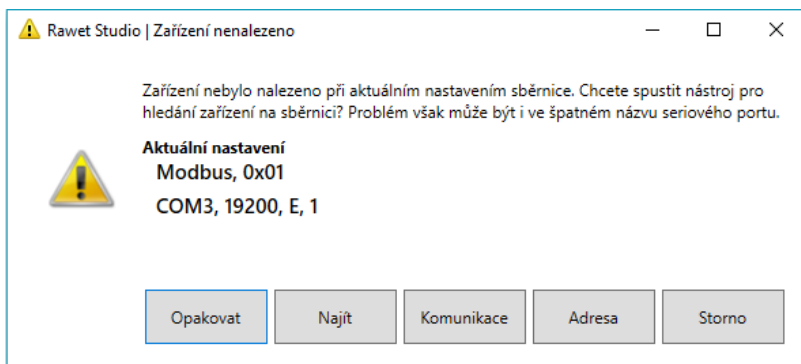 Rawet Studio | Zařízení nenalezeno
Zařízení nebylo nalezeno při aktuálním nastavením sběrnice. Chcete spustit nástroj pro
hledání zařízení na sběrnici? Problém však může být i ve špatném názvu seriového portu.
Aktuální nastavení
Modbus, 0x01
COM3, 19200, E, 1
Opakovat Najít Komunikace Adresa Storno